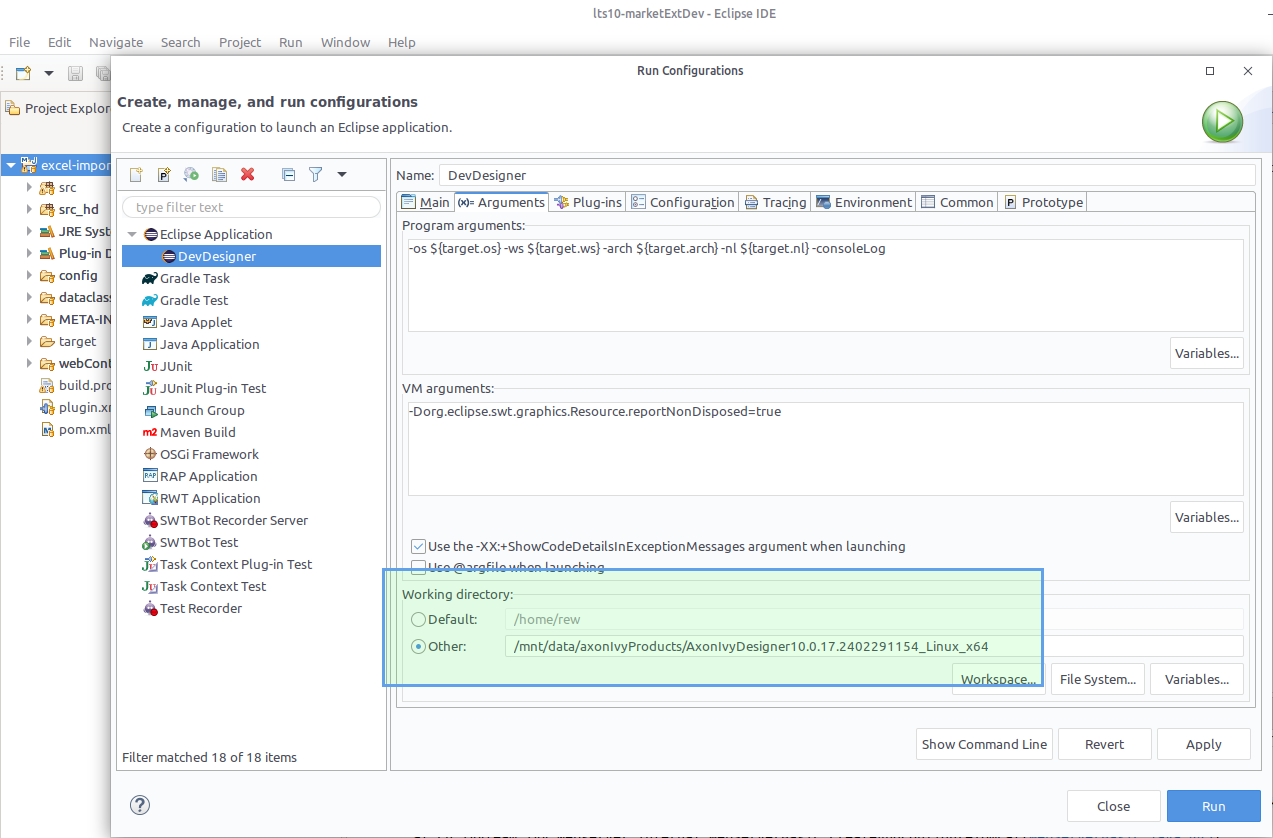 lts10-marketExtDev - Eclipse IDE
File Edit Navigate Search Project Run Window Help
Run Configurations
Project Explor
Create, manage, and run configurations
Create a configuration to launch an Eclipse application.
excel-impor
src
src_hd
JRE Syst
Plug-in D
config
dataclass
META-IN
target
webCont
build.pro
plugin.xm
pom.xml
type filter text
Eclipse Application
DevDesigner
Gradle Task
Gradle Test
Java Applet
Java Application
JUnit
JUnit Plug-in Test
Launch Group
Maven Build
OSGi Framework
RAP Application
RWT Application
SWTBot Recorder Server
SWTBot Test
Task Context Plug-in Test
Task Context Test
Test Recorder
Filter matched 18 of 18 items
Name: DevDesigner
Main Arguments Plug-ins Configuration Tracing Environment Common Prototype
Program arguments:
-os ${target.os} -ws ${target.ws} -arch ${target.arch} -nl ${target.nl} -consoleLog
Variables...
VM arguments:
-Dorg.eclipse.swt.graphics.Resource.reportNonDisposed=true
Variables...
Use the -XX:+ShowCodeDetailsInExceptionMessages argument when launching
Use @argfile when launching
Working directory:
Default: /home/rew
Other: /mnt/data/axonIvyProducts/AxonIvyDesigner10.0.17.2402291154_Linux_x64
Workspace... File System... Variables...
Show Command Line Revert Apply
Close Run